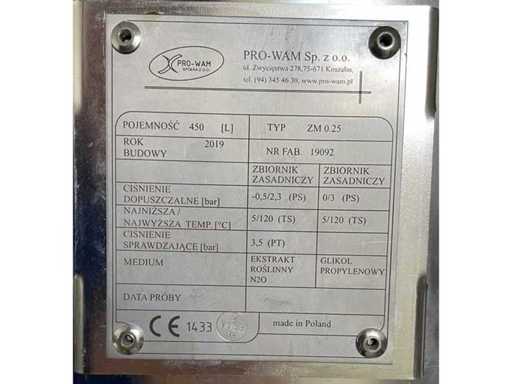 PRO-WAM
SPÓŁKA Z O.O.
PRO-WAM Sp. z o.o.
ul. Zwycięstwa 278,75-671 Koszalin,
tel. (94) 345 46 30, www.pro-wam.pl
POJEMNOŚĆ 450 [L] TYP ZM 0.25
ROK BUDOWY 2019 NR FAB. 19092
ZBIORNIK ZASADNICZY ZBIORNIK ZASADNICZY
CIŚNIENIE
DOPUSZCZALNE [bar] -0,5/2,3 (PS) 0/3 (PS)
NAJNIŻSZA /
NAJWYŻSZA TEMP. [°C] 5/120 (TS) 5/120 (TS)
CIŚNIENIE
SPRAWDZAJĄCE [bar] 3,5 (PT)
MEDIUM EKSTRAKT ROŚLINNY N2O GLIKOL PROPYLENOWY
DATA PRÓBY
CE 1433
made in Poland